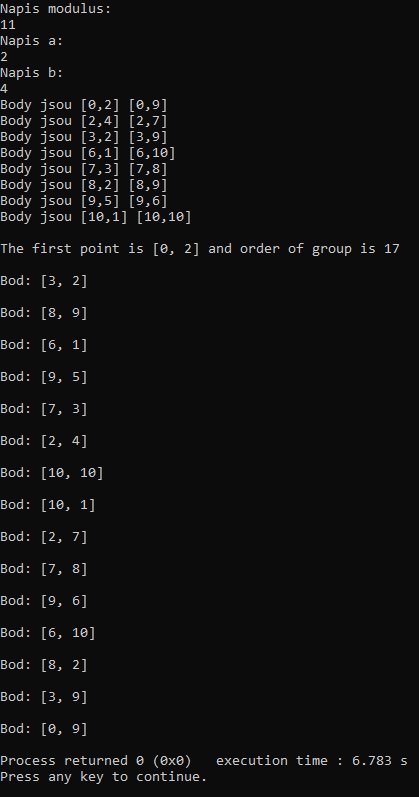 Napis modulus:
11
Napis a:
2
Napis b:
4
Body jsou [0,2] [0,9]
Body jsou [2,4] [2,7]
Body jsou [3,2] [3,9]
Body jsou [6,1] [6,10]
Body jsou [7,3] [7,8]
Body jsou [8,2] [8,9]
Body jsou [9,5] [9,6]
Body jsou [10,1] [10,10]
The first point is [0, 2] and order of group is 17
Bod: [3, 2]
Bod: [8, 9]
Bod: [6, 1]
Bod: [9, 5]
Bod: [7, 3]
Bod: [2, 4]
Bod: [10, 10]
Bod: [10, 1]
Bod: [2, 7]
Bod: [7, 8]
Bod: [9, 6]
Bod: [6, 10]
Bod: [8, 2]
Bod: [3, 9]
Bod: [0, 9]
Process returned 0 (0x0)   execution time : 6.783 s
Press any key to continue.